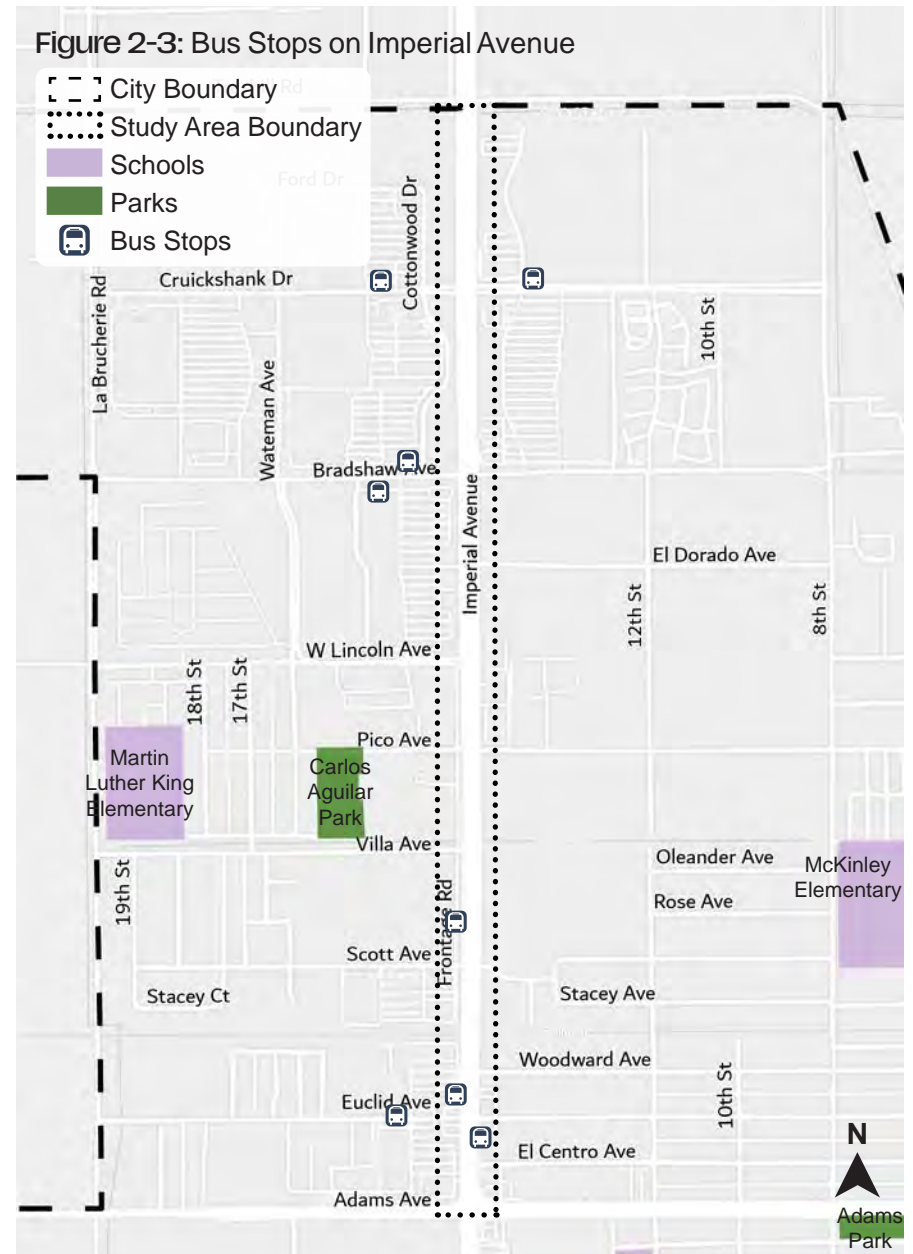 Figure 2-3: Bus Stops on Imperial Avenue
City Boundary
Study Area Boundary
Schools
Parks
Bus Stops
Rd
Ford Dr
Cottonwood Dr
Cruickshank Dr
La Brucherie Rd
10th St
Wateman Ave
Bradshaw Ave
Imperial Avenue
El Dorado Ave
12th St
8th St
W Lincoln Ave
18th St
17th St
Pico Ave
Martin
Luther King
Elementary
Carlos
Aguilar
Park
Villa Ave
Oleander Ave
McKinley
Elementary
19th St
Rose Ave
Frontage Rd
Scott Ave
Stacey Ct
Stacey Ave
Woodward Ave
10th St
Euclid Ave
El Centro Ave
N
Adams Ave
Adams
Park